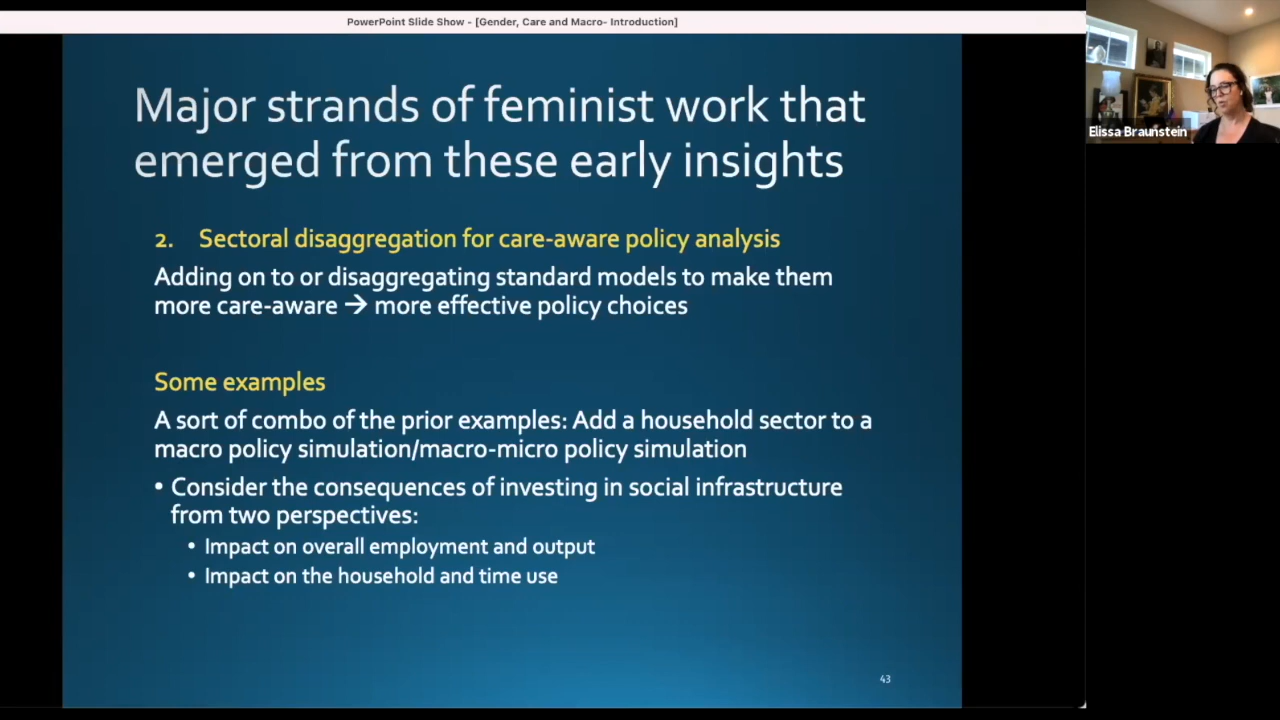 PowerPoint Slide Show - [Gender, Care and Macro- Introduction]
Major strands of feminist work that
emerged from these early insights
2. Sectoral disaggregation for care-aware policy analysis
Adding on to or disaggregating standard models to make them
more care-aware → more effective policy choices
Some examples
A sort of combo of the prior examples: Add a household sector to a
macro policy simulation/macro-micro policy simulation
• Consider the consequences of investing in social infrastructure
from two perspectives:
• Impact on overall employment and output
• Impact on the household and time use
43
Elissa Braunstein